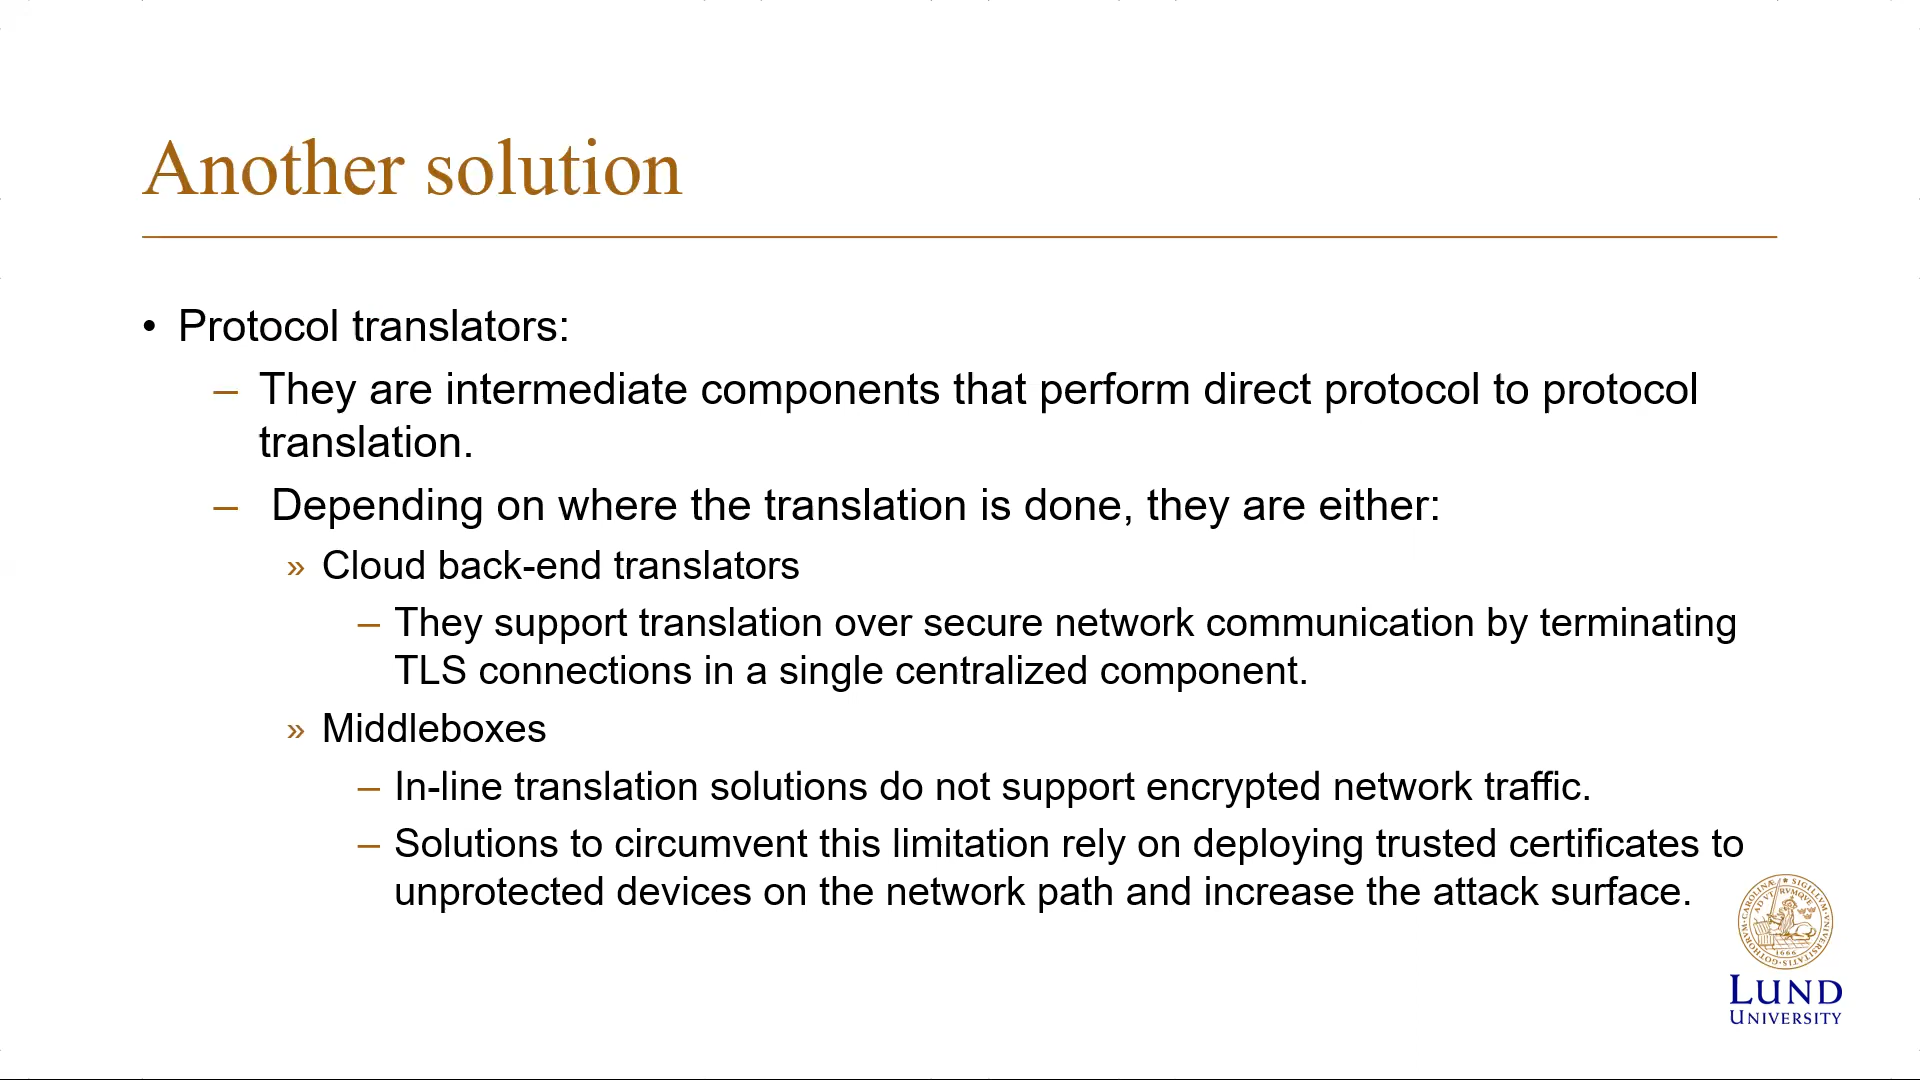 Another solution
• Protocol translators:
– They are intermediate components that perform direct protocol to protocol
translation.
– Depending on where the translation is done, they are either:
» Cloud back-end translators
– They support translation over secure network communication by terminating
TLS connections in a single centralized component.
» Middleboxes
– In-line translation solutions do not support encrypted network traffic.
– Solutions to circumvent this limitation rely on deploying trusted certificates to
unprotected devices on the network path and increase the attack surface.
1666
LUND
UNIVERSITY